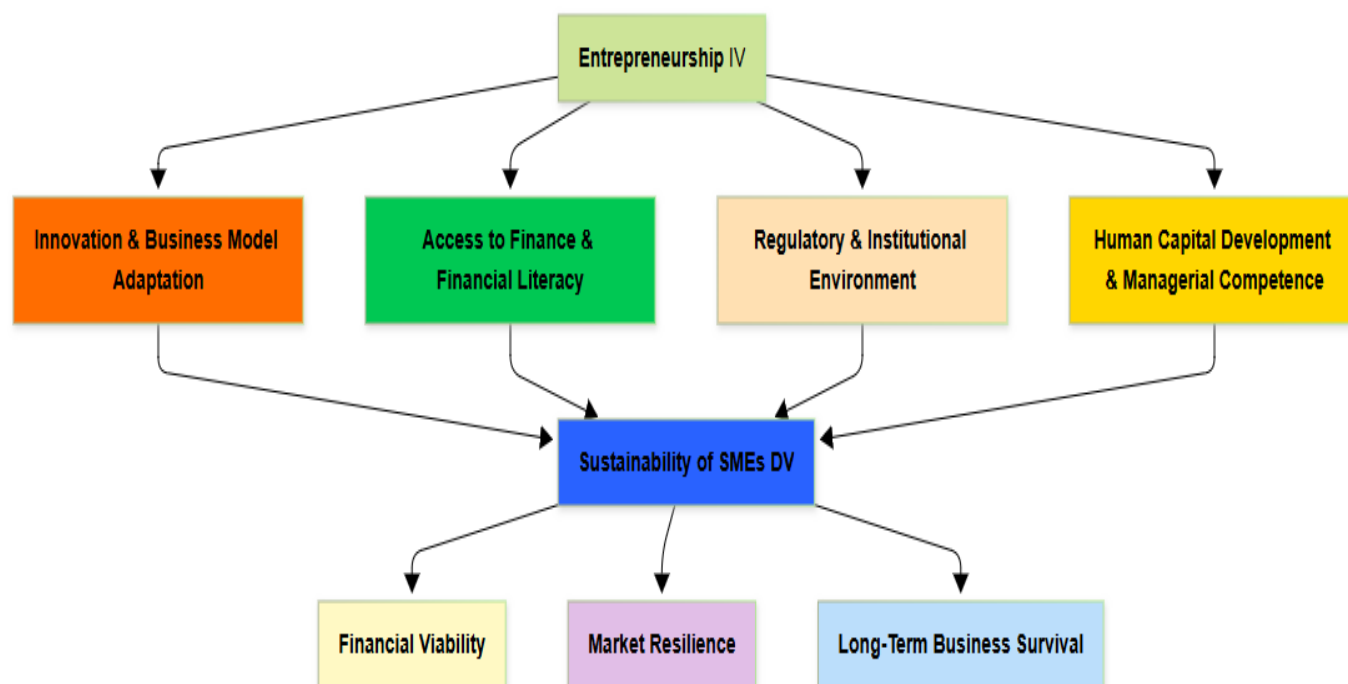 Entrepreneurship IV
Innovation & Business Model
Adaptation
Access to Finance &
Financial Literacy
Regulatory & Institutional
Environment
Human Capital Development
& Managerial Competence
Sustainability of SMEs DV
Financial Viability
Market Resilience
Long-Term Business Survival